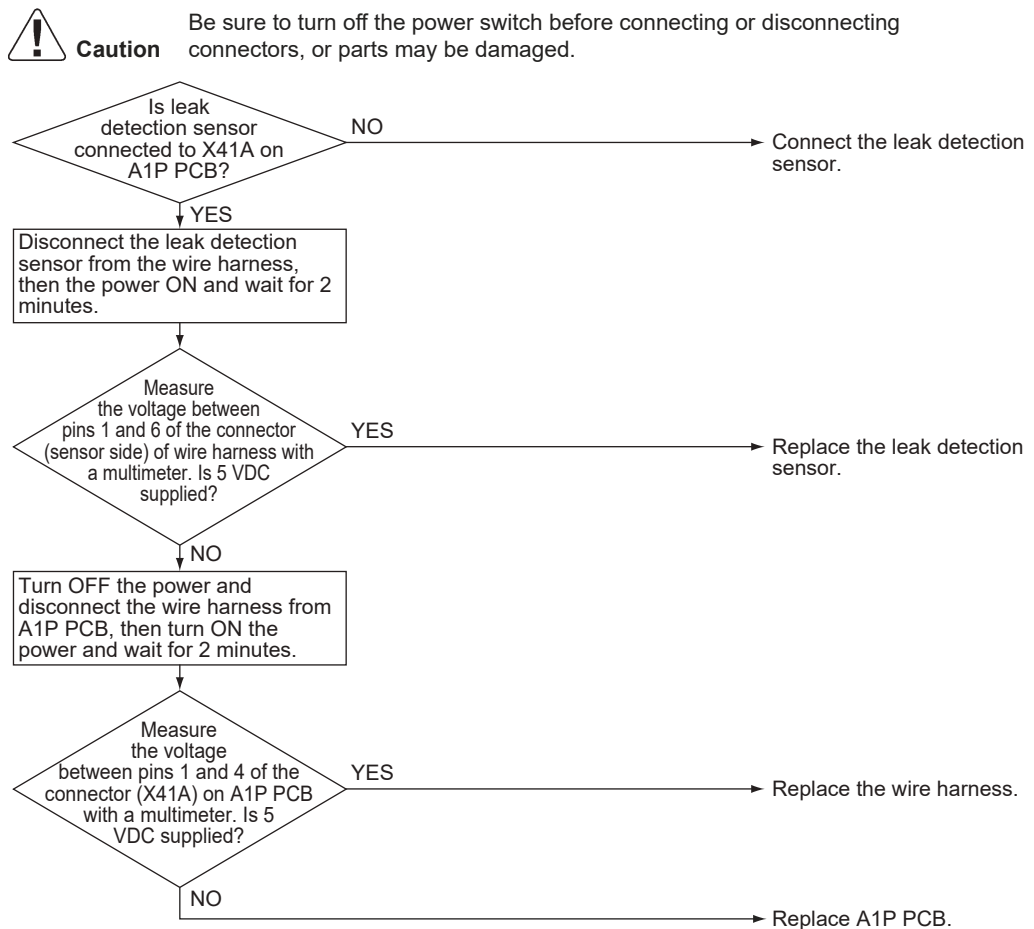 Be sure to turn off the power switch before connecting or disconnecting
Caution
connectors, or parts may be damaged.
Is leak
detection sensor
connected to X41A on
A1P PCB?
NO
Connect the leak detection
sensor.
YES
Disconnect the leak detection
sensor from the wire harness,
then the power ON and wait for 2
minutes.
Measure
the voltage between
pins 1 and 6 of the connector
(sensor side) of wire harness with
a multimeter. Is 5 VDC
supplied?
YES
Replace the leak detection
sensor.
NO
Turn OFF the power and
disconnect the wire harness from
A1P PCB, then turn ON the
power and wait for 2 minutes.
Measure
the voltage
between pins 1 and 4 of the
connector (X41A) on A1P PCB
with a multimeter. Is 5
VDC supplied?
YES
Replace the wire harness.
NO
Replace A1P PCB.